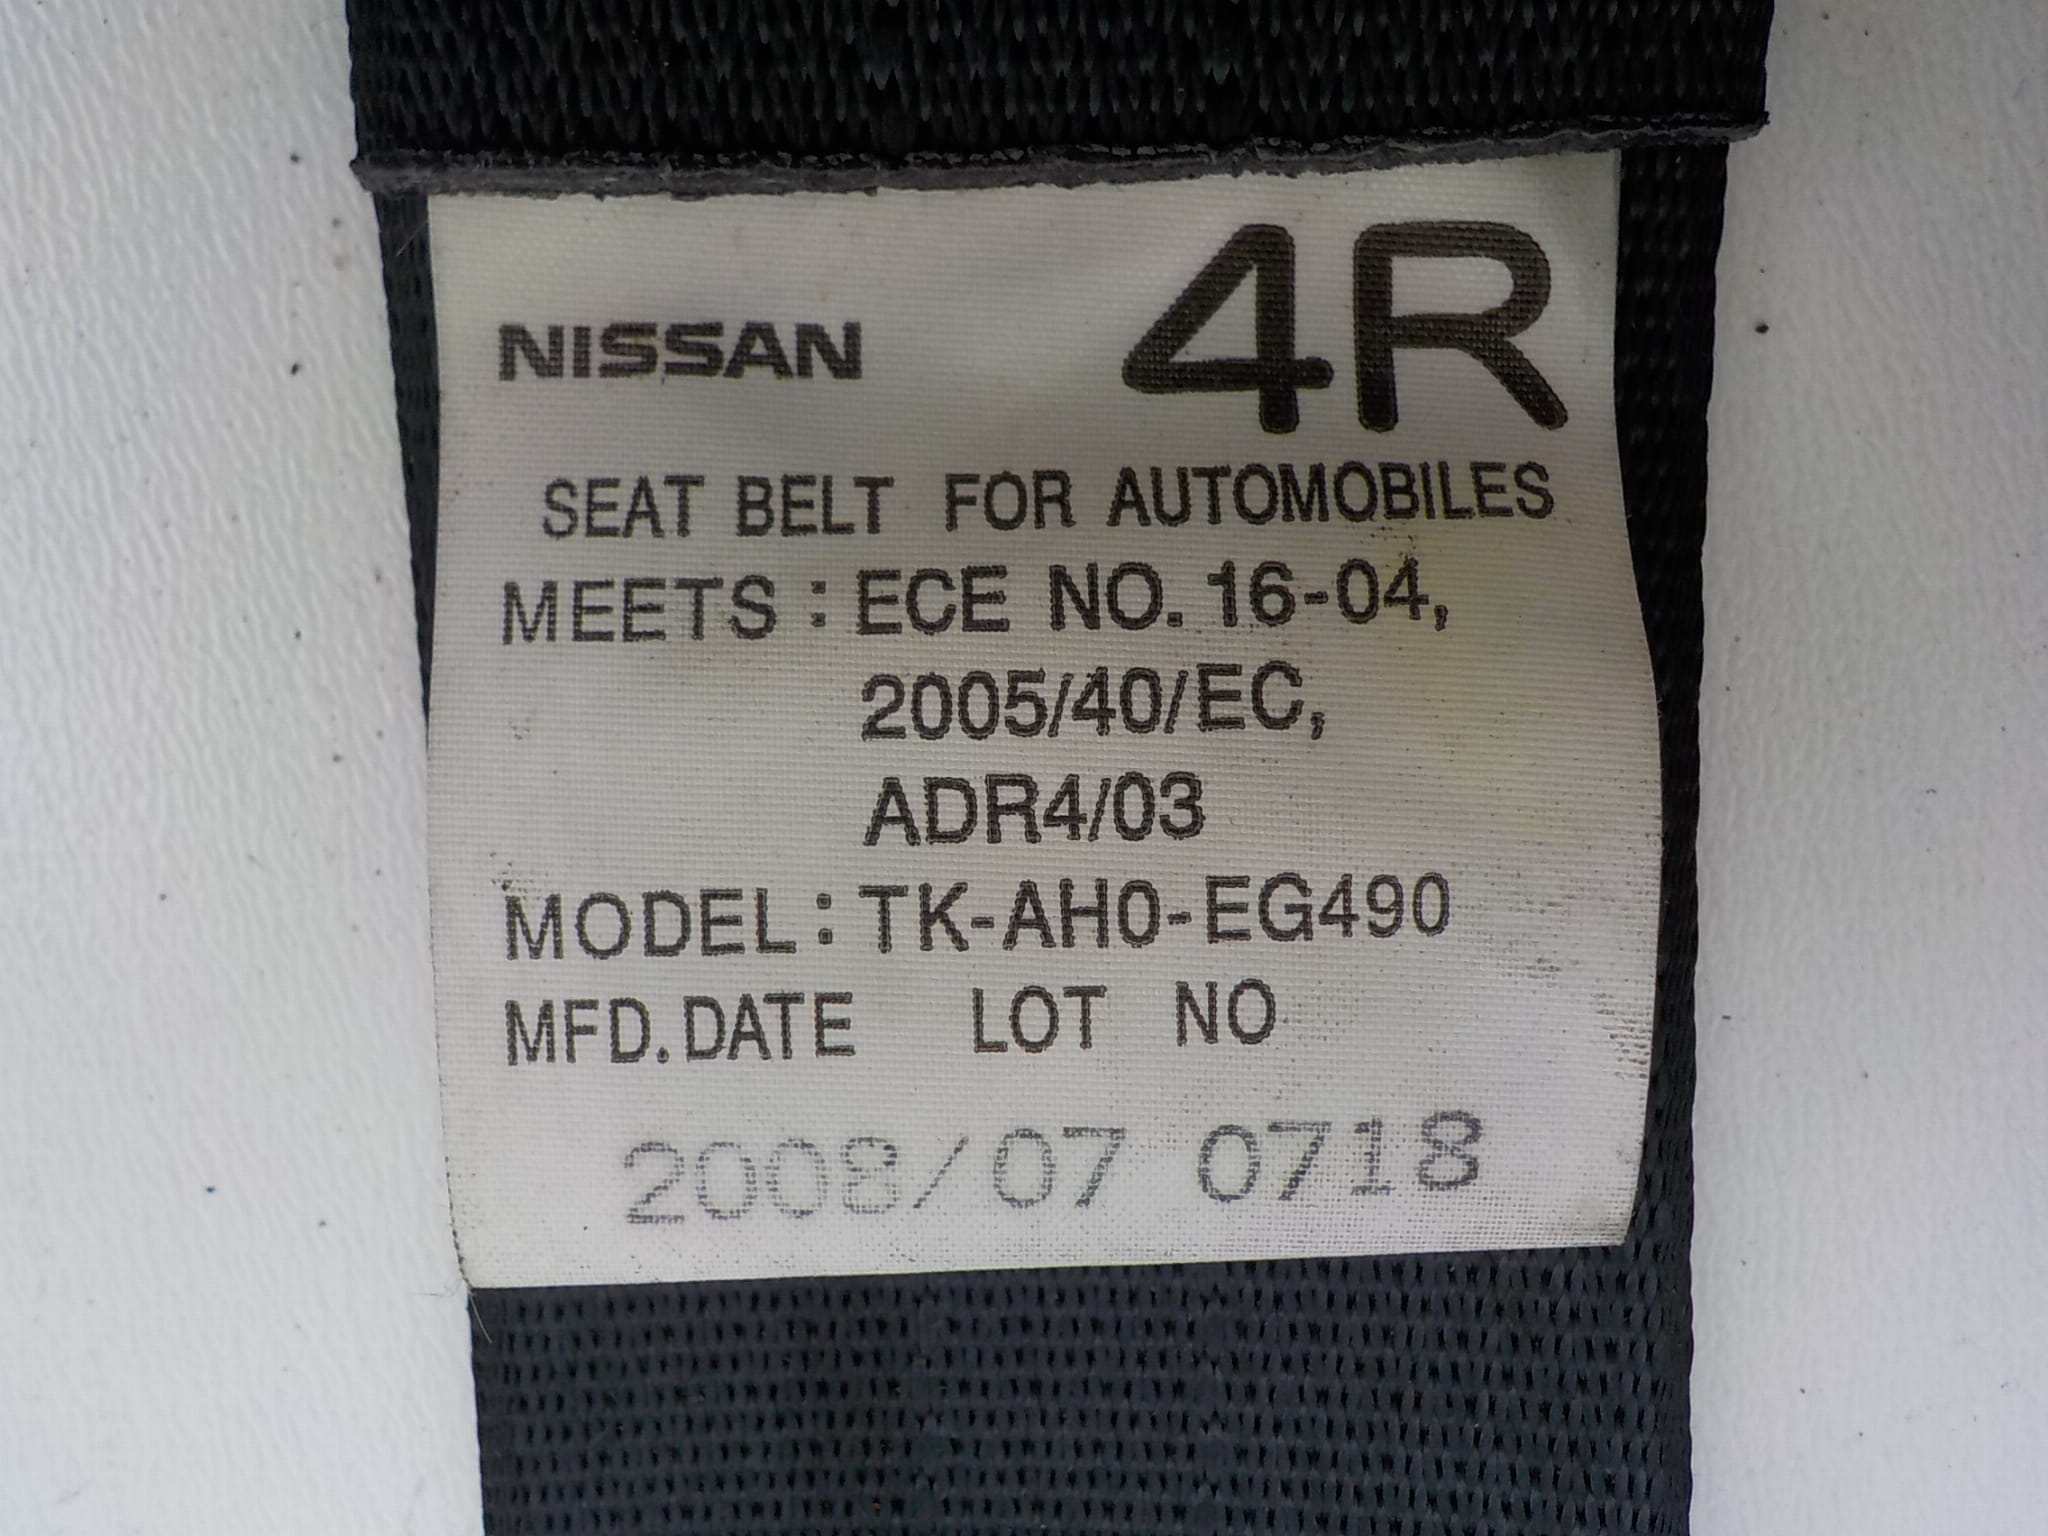 NISSAN 4R
SEAT BELT FOR AUTOMOBILES
MEETS : ECE NO. 16-04,
2005/40/EC,
ADR4/03
MODEL : TK-AH0-EG490
MFD. DATE LOT NO
2008/07 0718